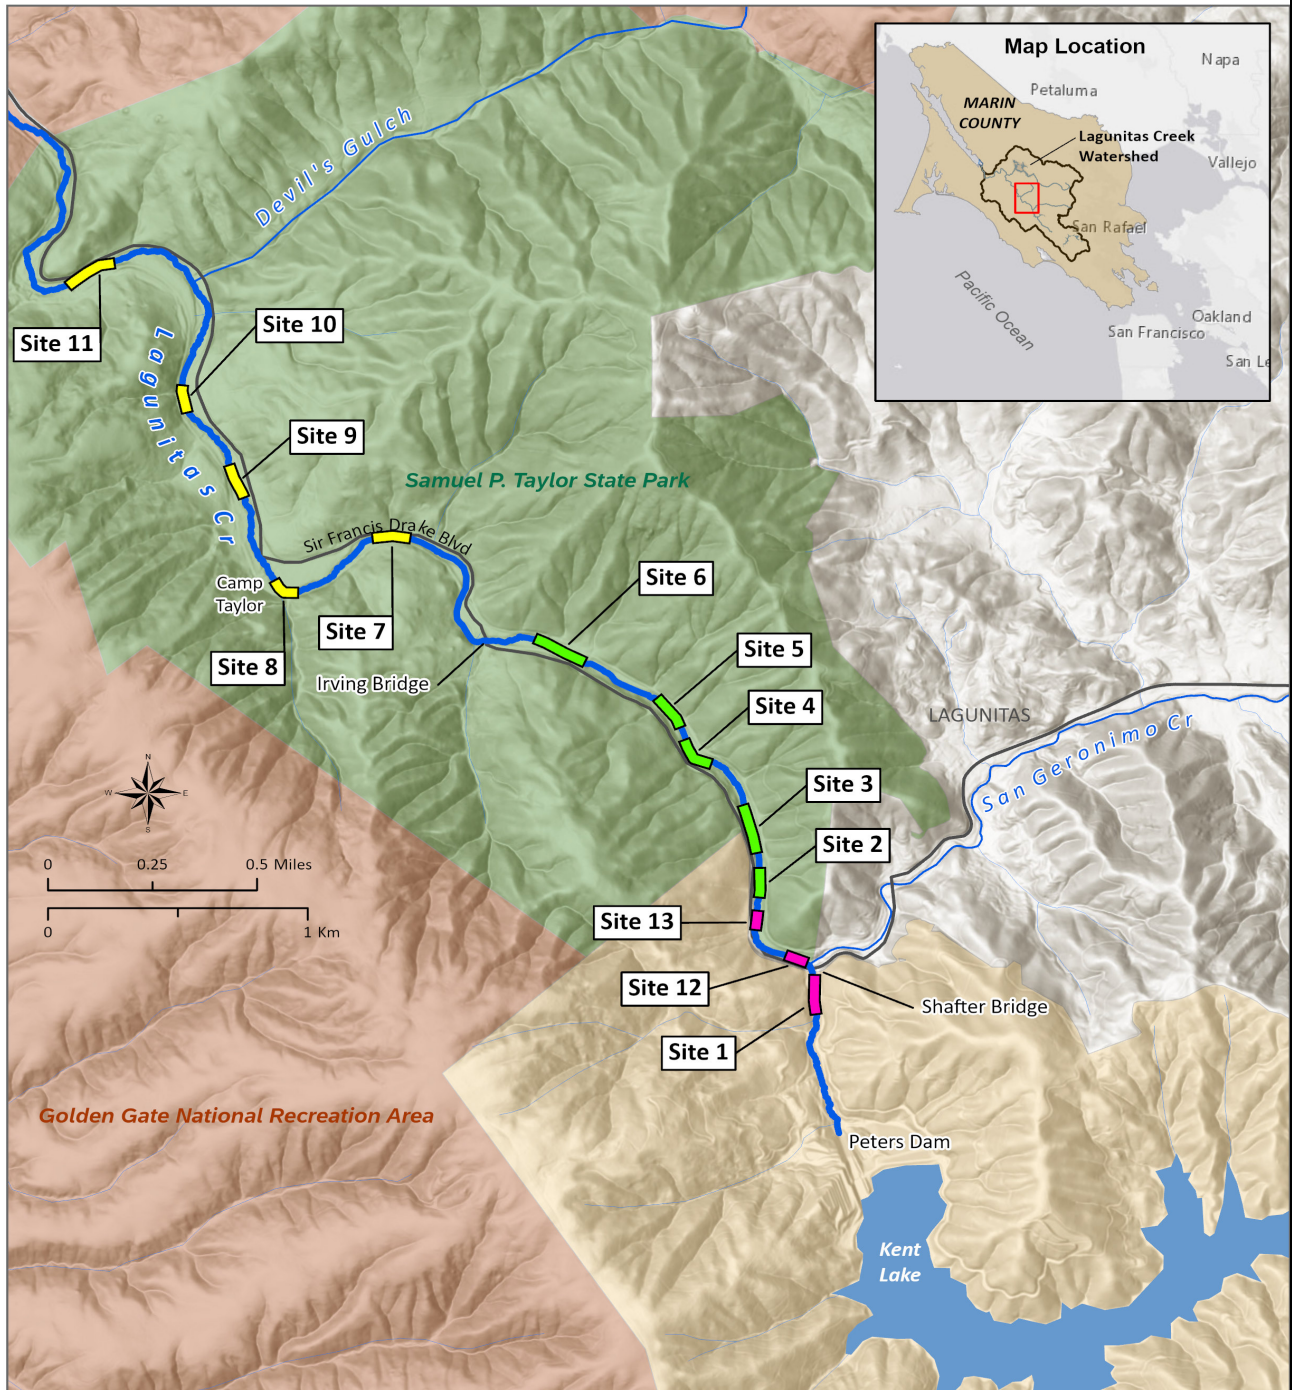 Map Location
Napa
Petaluma
MARIN
COUNTY
Lagunitas Creek
Watershed
Vallejo
San Rafael
Pacific Ocean
Oakland
San Francisco
San Le
Devil's Gulch
Site 11
Site 10
Lagunitas Cr
Site 9
Samuel P. Taylor State Park
Sir Francis Drake Blvd
Camp
Taylor
Site 6
Site 7
Site 8
Site 5
Irving Bridge
Site 4
LAGUNITAS
San Geronimo Cr
N
W
E
S
Site 3
Site 2
0
0.25
0.5 Miles
0
1 Km
Site 13
Site 12
Shafter Bridge
Site 1
Golden Gate National Recreation Area
Peters Dam
Kent
Lake